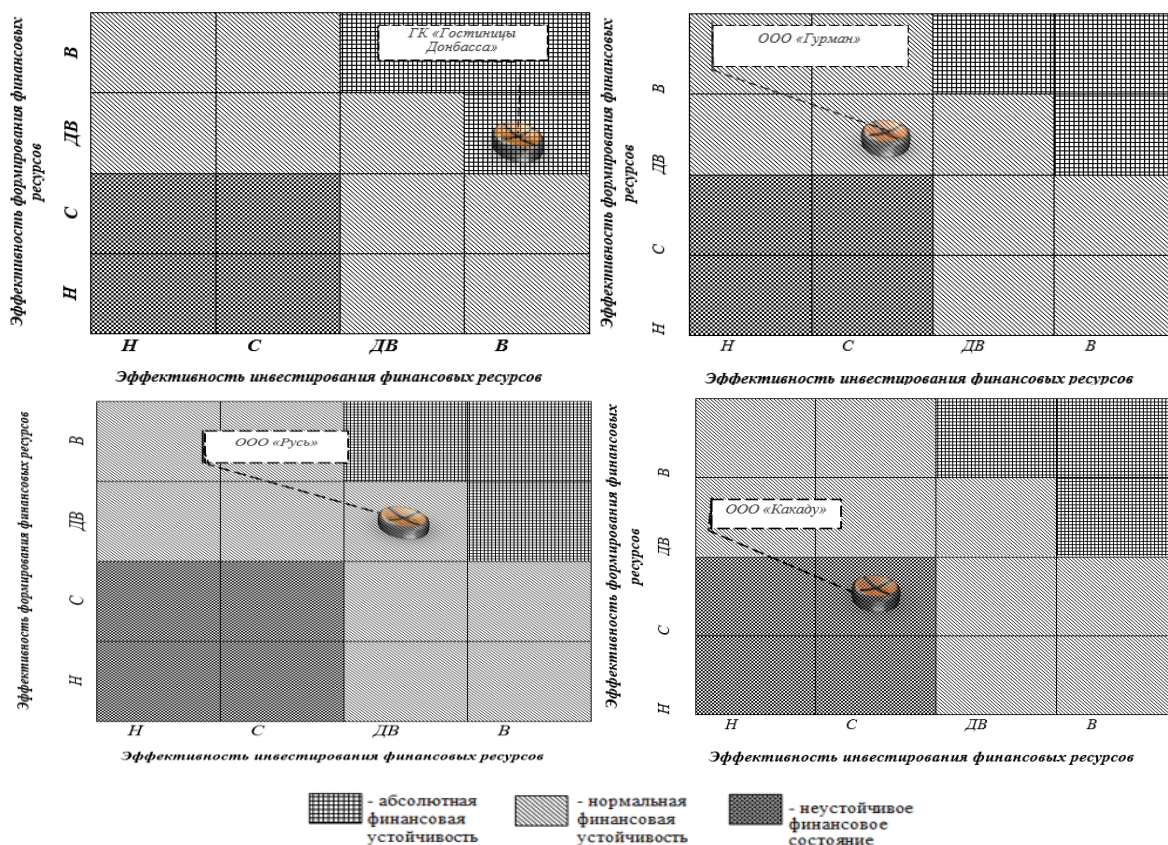 Эффективность формирования финансовых
ресурсов
В
ДВ
С
Н
ГК «Гостиницы
Донбасса»
Н С ДВ В
Эффективность инвестирования финансовых ресурсов
Эффективность формирования финансовых
ресурсов
В
ДВ
С
Н
ООО «Гурман»
Н С ДВ В
Эффективность инвестирования финансовых ресурсов
Эффективность формирования финансовых ресурсов
В
ДВ
С
Н
ООО «Русь»
Н С ДВ В
Эффективность инвестирования финансовых ресурсов
Эффективность формирования финансовых
ресурсов
В
ДВ
С
Н
ООО «Какаду»
Н С ДВ В
Эффективность инвестирования финансовых ресурсов
- абсолютная
финансовая
устойчивость
- нормальная
финансовая
устойчивость
- неустойчивое
финансовое
состояние